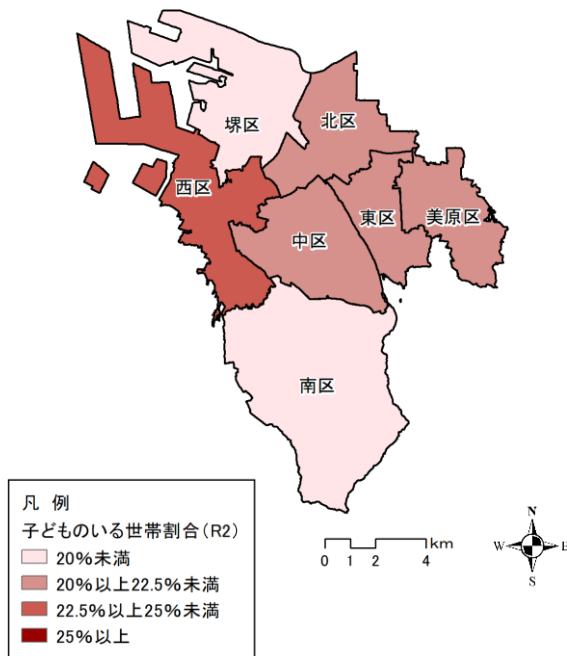 堺区
北区
西区
東区
美原区
中区
南区
凡 例
子どものいる世帯割合(R2)
20%未満
20%以上22.5%未満
22.5%以上25%未満
25%以上
0 1 2 4 km
N
W E
S